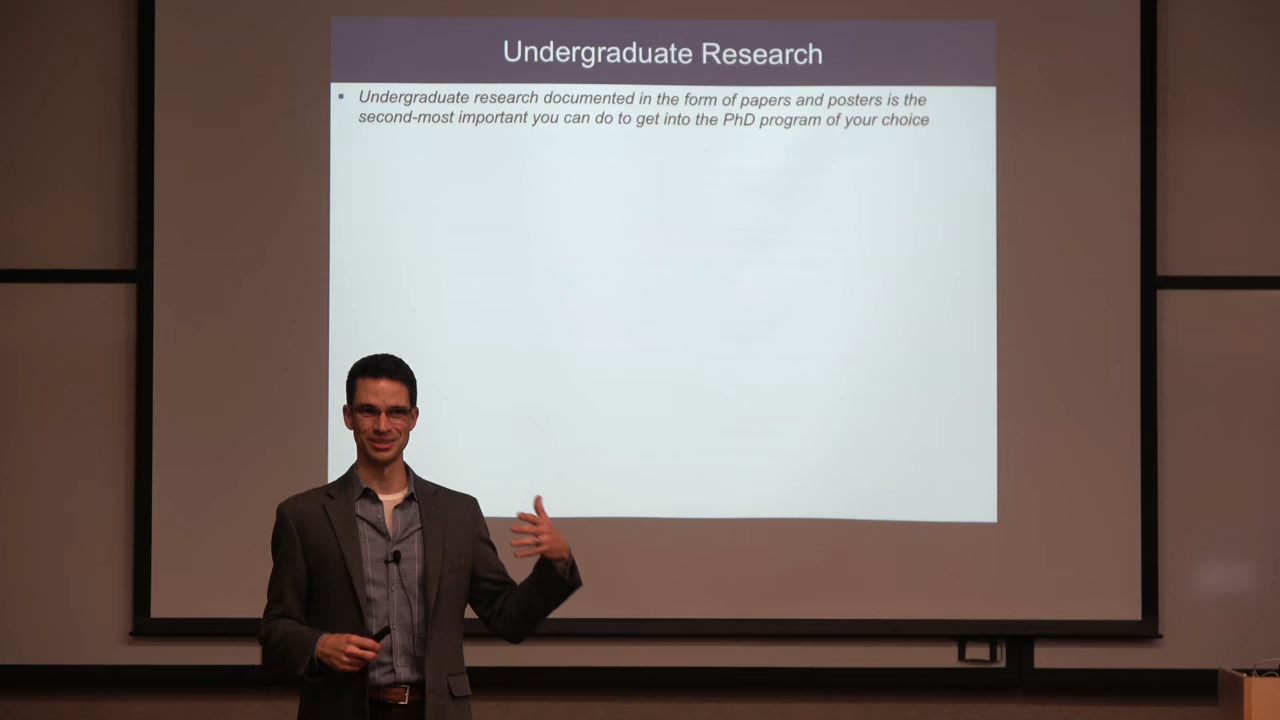 Undergraduate Research
Undergraduate research documented in the form of papers and posters is the
second-most important you can do to get into the PhD program of your choice